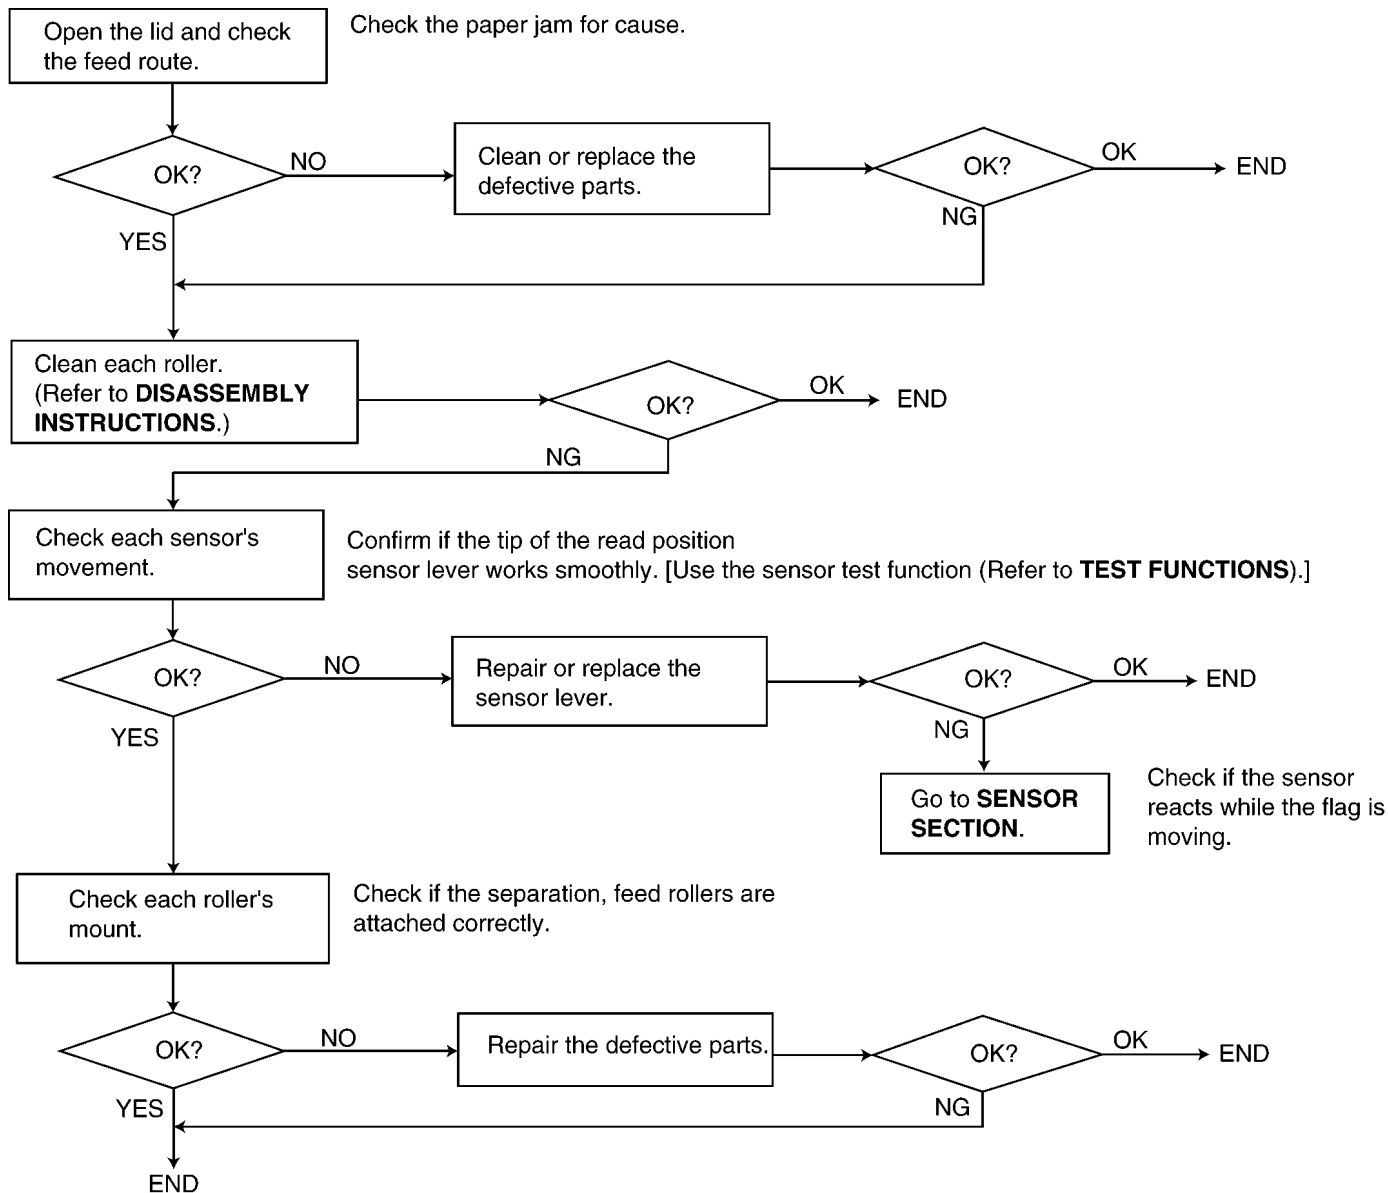 Open the lid and check
the feed route.
Check the paper jam for cause.
OK?
NO
Clean or replace the
defective parts.
OK?
OK
END
NG
YES
Clean each roller.
(Refer to DISASSEMBLY
INSTRUCTIONS.)
OK?
OK
END
NG
Check each sensor's
movement.
Confirm if the tip of the read position
sensor lever works smoothly. [Use the sensor test function (Refer to TEST FUNCTIONS).]
OK?
NO
Repair or replace the
sensor lever.
OK?
OK
END
NG
YES
Go to SENSOR
SECTION.
Check if the sensor
reacts while the flag is
moving.
Check each roller's
mount.
Check if the separation, feed rollers are
attached correctly.
OK?
NO
Repair the defective parts.
OK?
OK
END
YES
NG
END